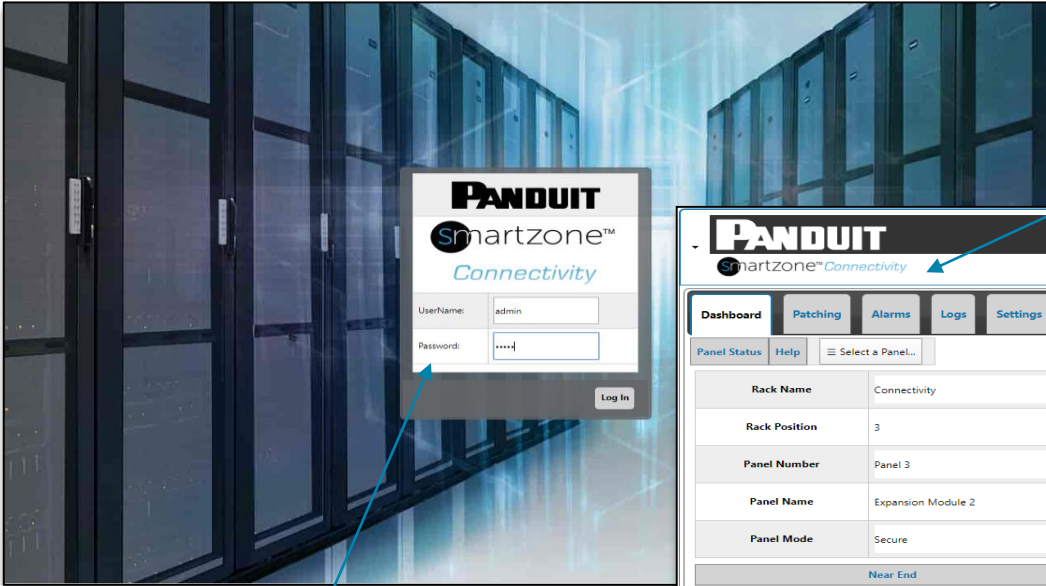 PANDUIT
smartzone™
Connectivity
UserName: admin
Password: •••••
Log In
PANDUIT
smartzone™ Connectivity
Dashboard Patching Alarms Logs Settings
Panel Status Help ☰ Select a Panel...
Rack Name Connectivity
Rack Position 3
Panel Number Panel 3
Panel Name Expansion Module 2
Panel Mode Secure
Near End